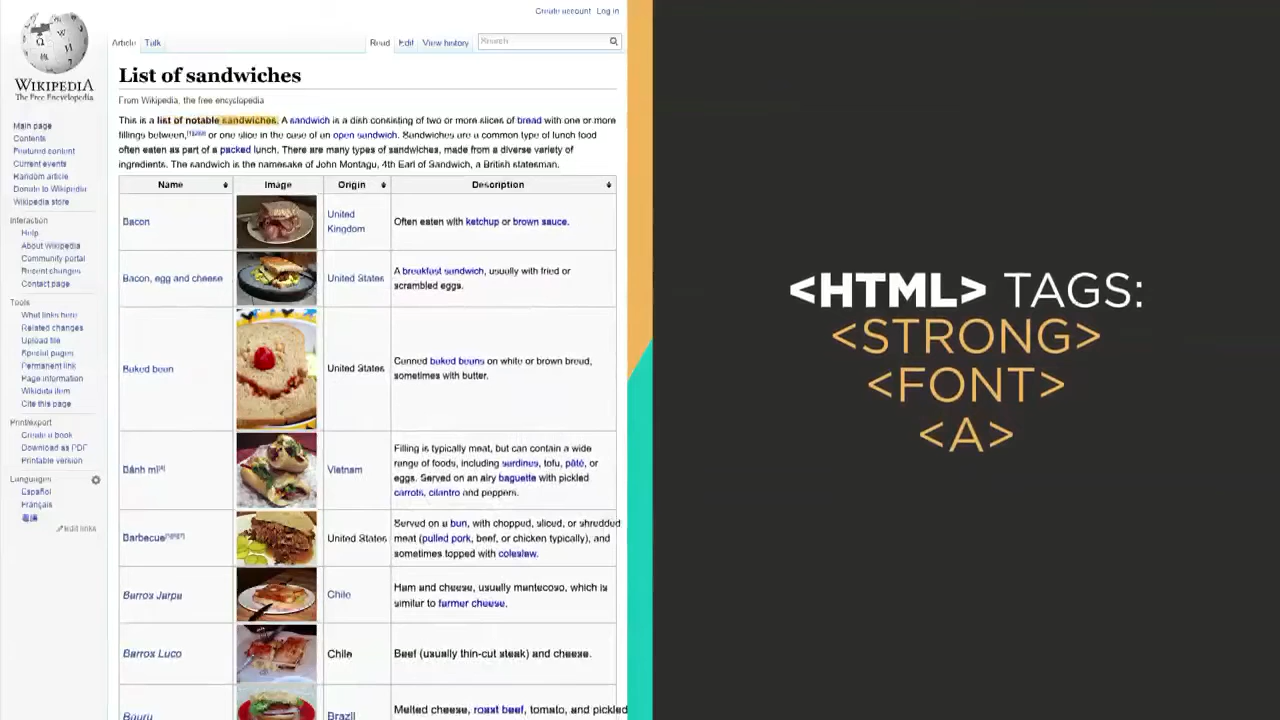 Create account Log in
WIKIPEDIA
The Free Encyclopedia
Article Talk Read Edit View history Search
List of sandwiches
From Wikipedia, the free encyclopedia
This is a list of notable sandwiches. A sandwich is a dish consisting of two or more slices of bread with one or more
fillings between, or one slice in the case of an open sandwich. Sandwiches are a common type of lunch food
often eaten as part of a packed lunch. There are many types of sandwiches, made from a diverse variety of
ingredients. The sandwich is the namesake of John Montagu, 4th Earl of Sandwich, a British statesman.
Main page
Contents
Featured content
Current events
Random article
Donate to Wikipedia
Wikipedia store
Interaction
Help
About Wikipedia
Community portal
Recent changes
Contact page
Tools
What links here
Related changes
Upload file
Special pages
Permanent link
Page information
Wikidata item
Cite this page
Print/export
Create a book
Download as PDF
Printable version
Languages
Español
Français
粵語
Edit links
Name Image Origin Description
Bacon
United
Kingdom
Often eaten with ketchup or brown sauce.
Bacon, egg and cheese
United States
A breakfast sandwich, usually with fried or
scrambled eggs.
Baked bean
United States
Canned baked beans on white or brown bread,
sometimes with butter.
Bánh mì[4]
Vietnam
Filling is typically meat, but can contain a wide
range of foods, including sardines, tofu, pâté, or
eggs. Served on an airy baguette with pickled
carrots, cilantro and peppers.
Barbecue
United States
Served on a bun, with chopped, sliced, or shredded
meat (pulled pork, beef, or chicken typically), and
sometimes topped with coleslaw.
Barros Jarpa
Chile
Ham and cheese, usually mantecoso, which is
similar to farmer cheese.
Barros Luco
Chile
Beef (usually thin-cut steak) and cheese.
Bauru
Brazil
Melted cheese, roast beef, tomato, and pickled
<HTML> TAGS:
<STRONG>
<FONT>
<A>